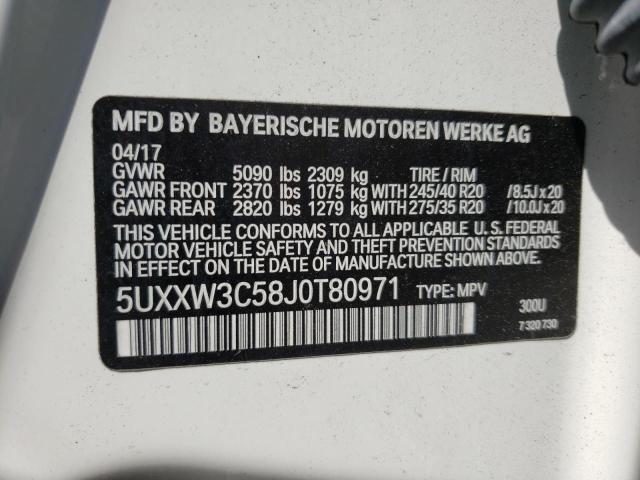 MFD BY BAYERISCHE MOTOREN WERKE AG
04/17
GVWR 5090 lbs 2309 kg TIRE / RIM
GAWR FRONT 2370 lbs 1075 kg WITH 245/40 R20 /8.5J x 20
GAWR REAR 2820 lbs 1279 kg WITH 275/35 R20 /10.0J x 20
THIS VEHICLE CONFORMS TO ALL APPLICABLE U. S. FEDERAL
MOTOR VEHICLE SAFETY AND THEFT PREVENTION STANDARDS
IN EFFECT ON THE DATE OF MANUFACTURE SHOWN ABOVE.
5UXXW3C58J0T80971 TYPE: MPV
300U
7 320 730